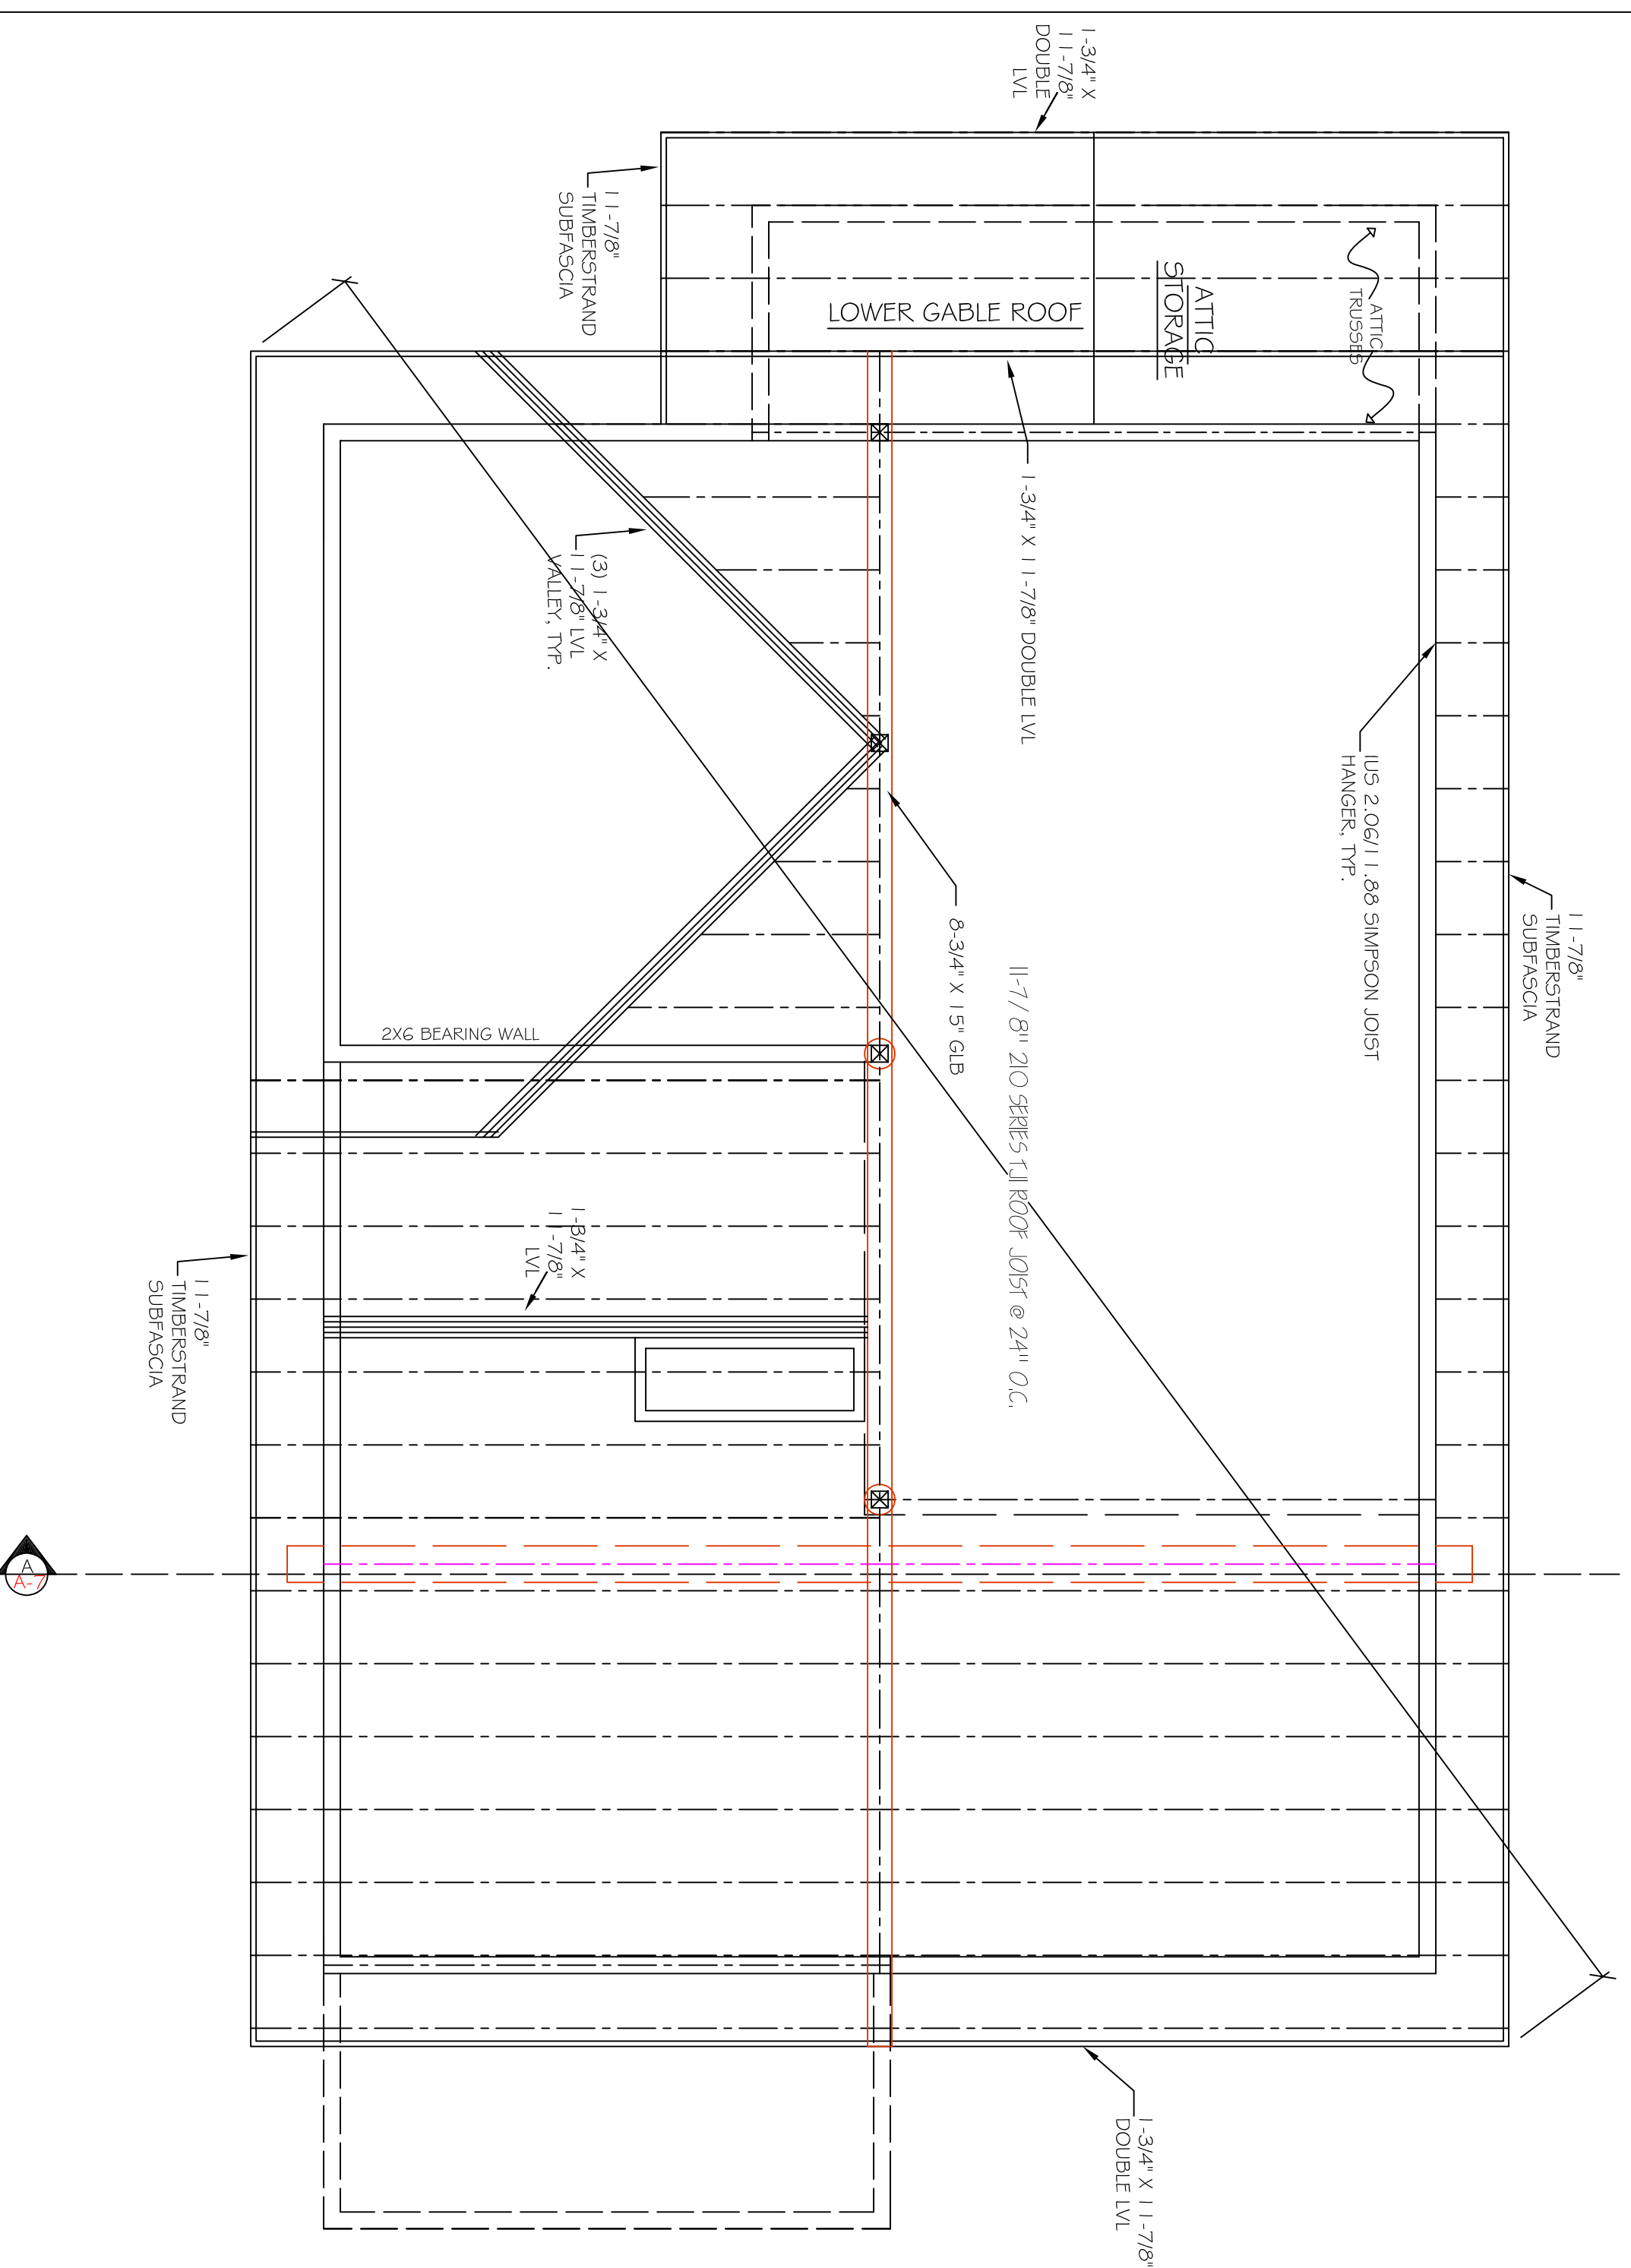 1-3/4" X
11-7/8"
DOUBLE
LVL
11-7/8"
TIMBERSTRAND
SUBFASCIA
LOWER GABLE ROOF
ATTIC
STORAGE
ATTIC
TRUSSES
(3) 1-3/4" X
11-7/8" LVL
VALLEY, TYP.
1-3/4" X 11-7/8" DOUBLE LVL
IUS 2.06/11.88 SIMPSON JOIST
HANGER, TYP.
11-7/8"
TIMBERSTRAND
SUBFASCIA
8-3/4" X 15" GLB
11-7/8" 210 SERIES TJI ROOF JOIST @ 24" O.C.
2X6 BEARING WALL
1-3/4" X
11-7/8"
LVL
11-7/8"
TIMBERSTRAND
SUBFASCIA
A
A-7
1-3/4" X 11-7/8"
DOUBLE LVL